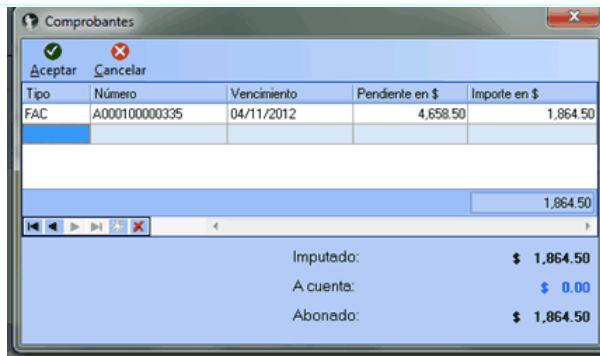 Comprobantes
Aceptar Cancelar
Tipo Número Vencimiento Pendiente en $ Importe en $
FAC A000100000335 04/11/2012 4,658.50 1,864.50
1,864.50
Imputado: $ 1,864.50
A cuenta: $ 0.00
Abonado: $ 1,864.50